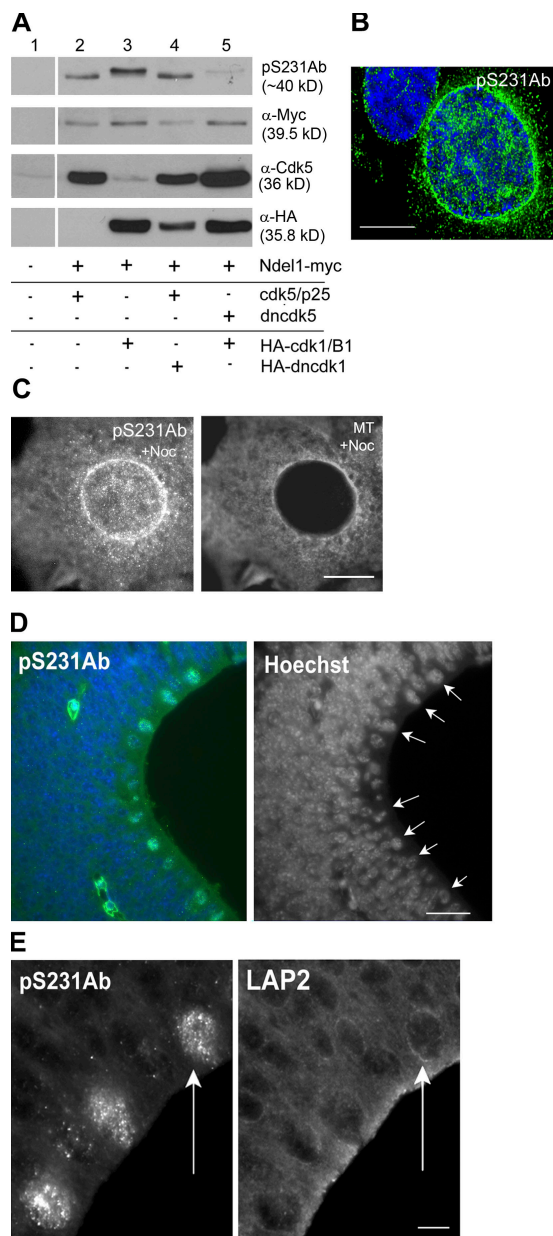 A
1 2 3 4 5
pS231Ab
(~40 kD)
α-Myc
(39.5 kD)
α-Cdk5
(36 kD)
α-HA
(35.8 kD)
- + + + + Ndel1-myc
- + - + - cdk5/p25
- - - - + dncdk5
- - + - + HA-cdk1/B1
- - - + - HA-dncdk1
B
pS231Ab
C
pS231Ab
+Noc
MT
+Noc
D
pS231Ab
Hoechst
E
pS231Ab
LAP2